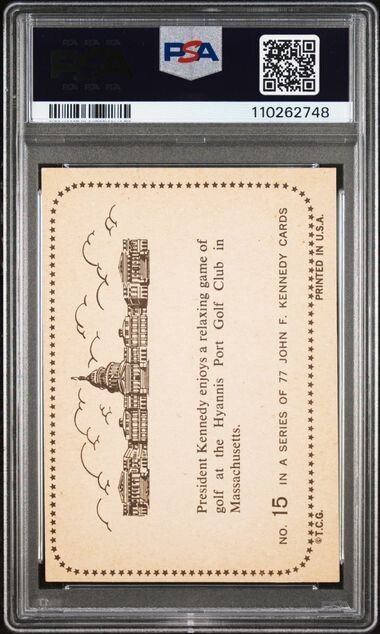 PSA
110262748
President Kennedy enjoys a relaxing game of
golf at the Hyannis Port Golf Club in
Massachusetts.
NO. 15 IN A SERIES OF 77 JOHN F. KENNEDY CARDS
©T.C.G. PRINTED IN U.S.A.